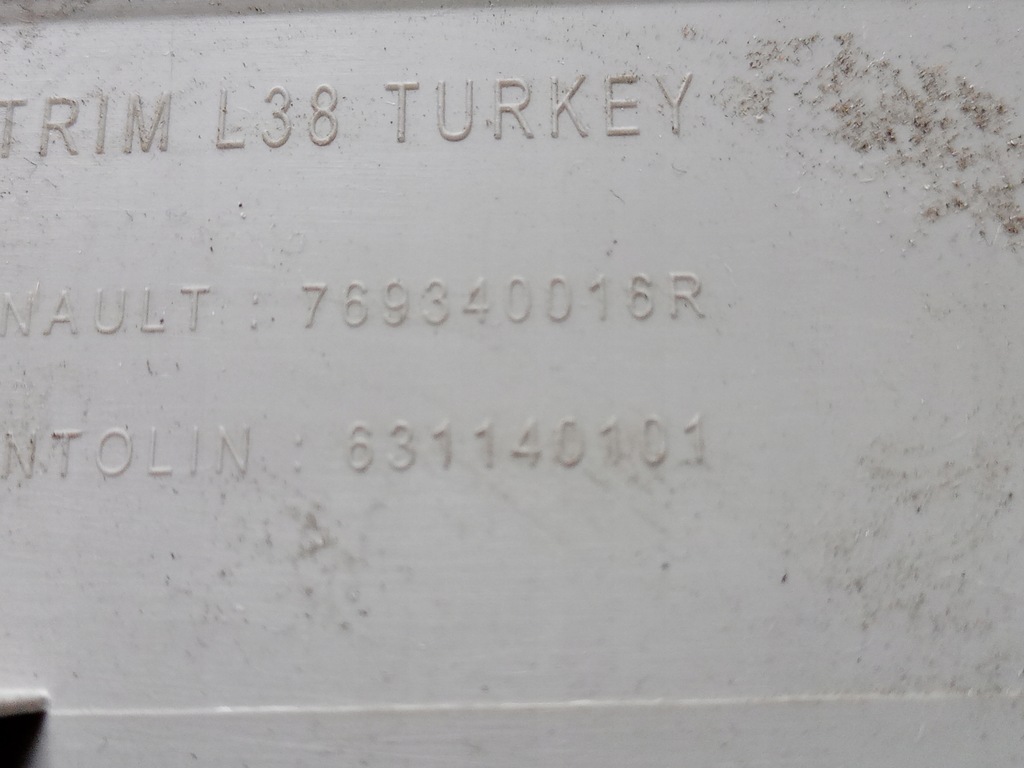 TRIM L38 TURKEY
NAULT : 769340016R
NTOLIN : 631140101